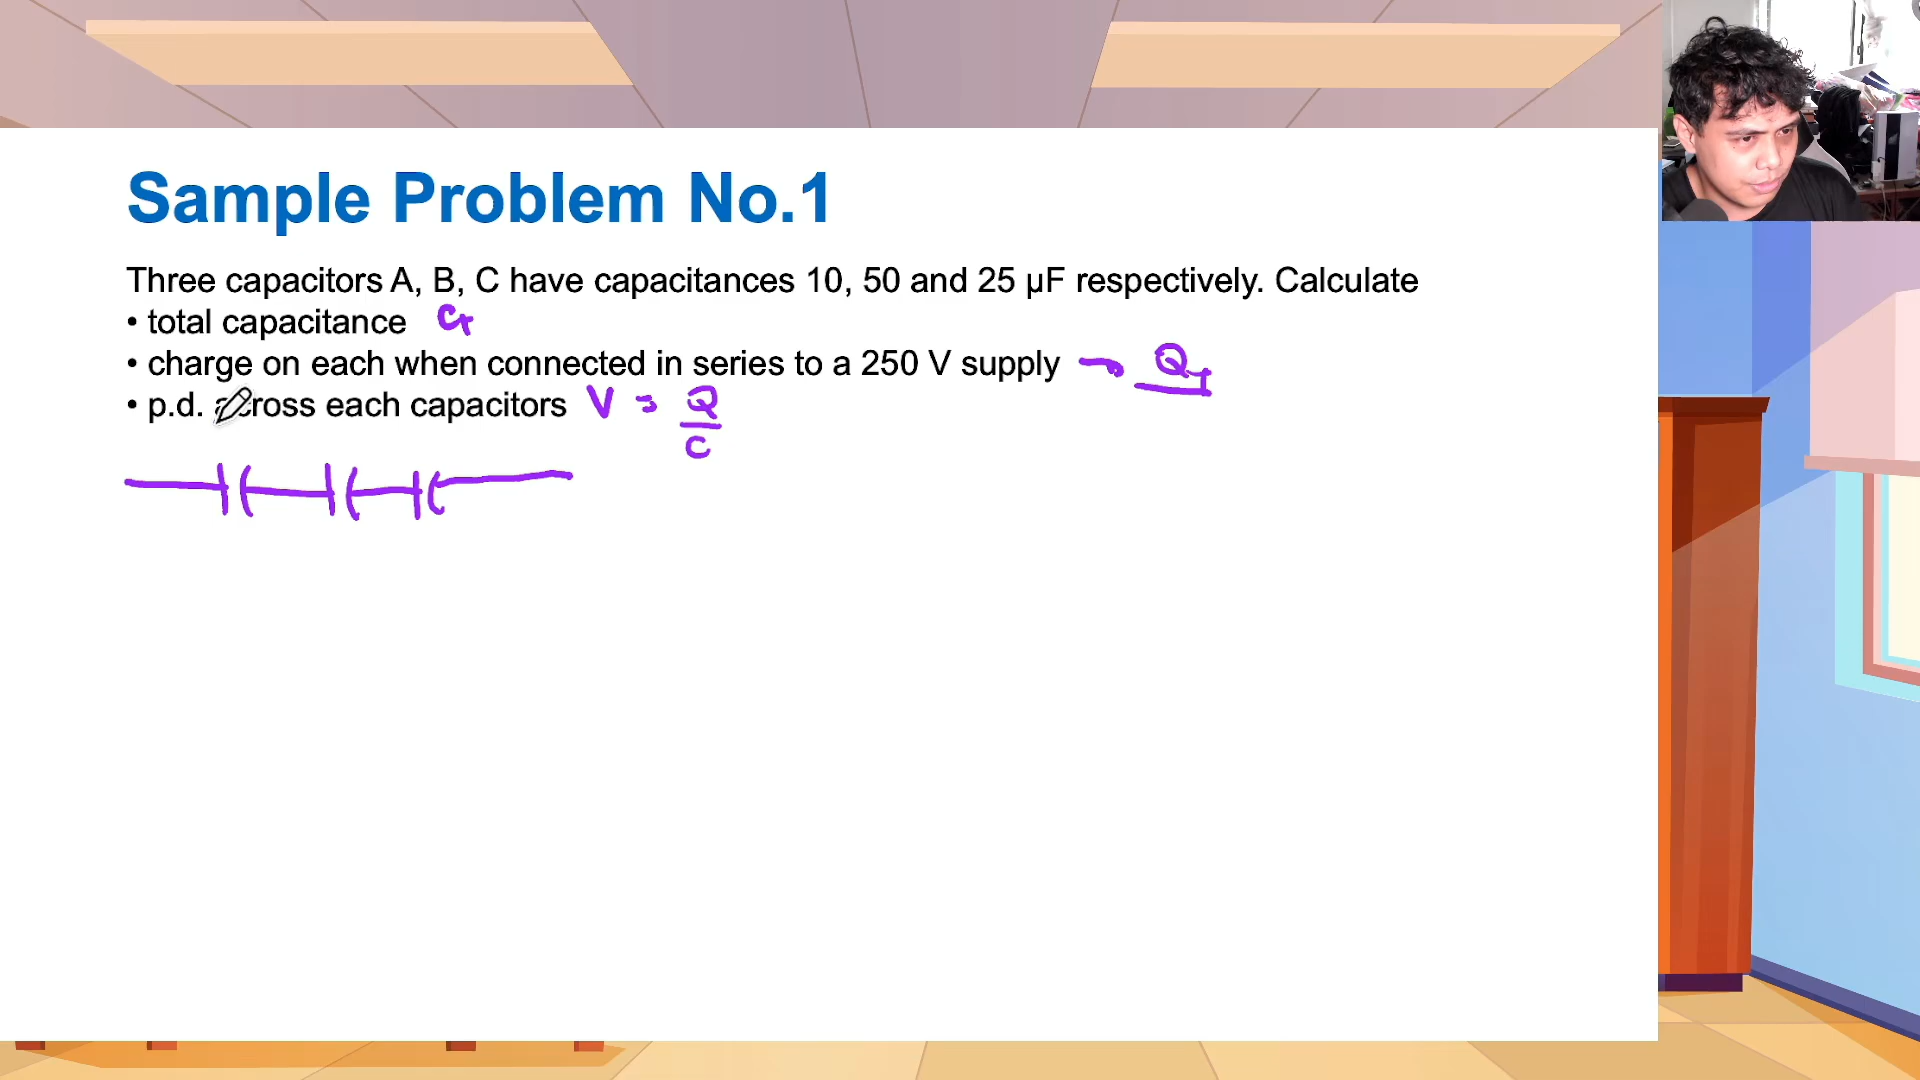 Sample Problem No.1
Three capacitors A, B, C have capacitances 10, 50 and 25 μF respectively. Calculate
• total capacitance CT
• charge on each when connected in series to a 250 V supply → QT
• p.d. across each capacitors V = Q
C